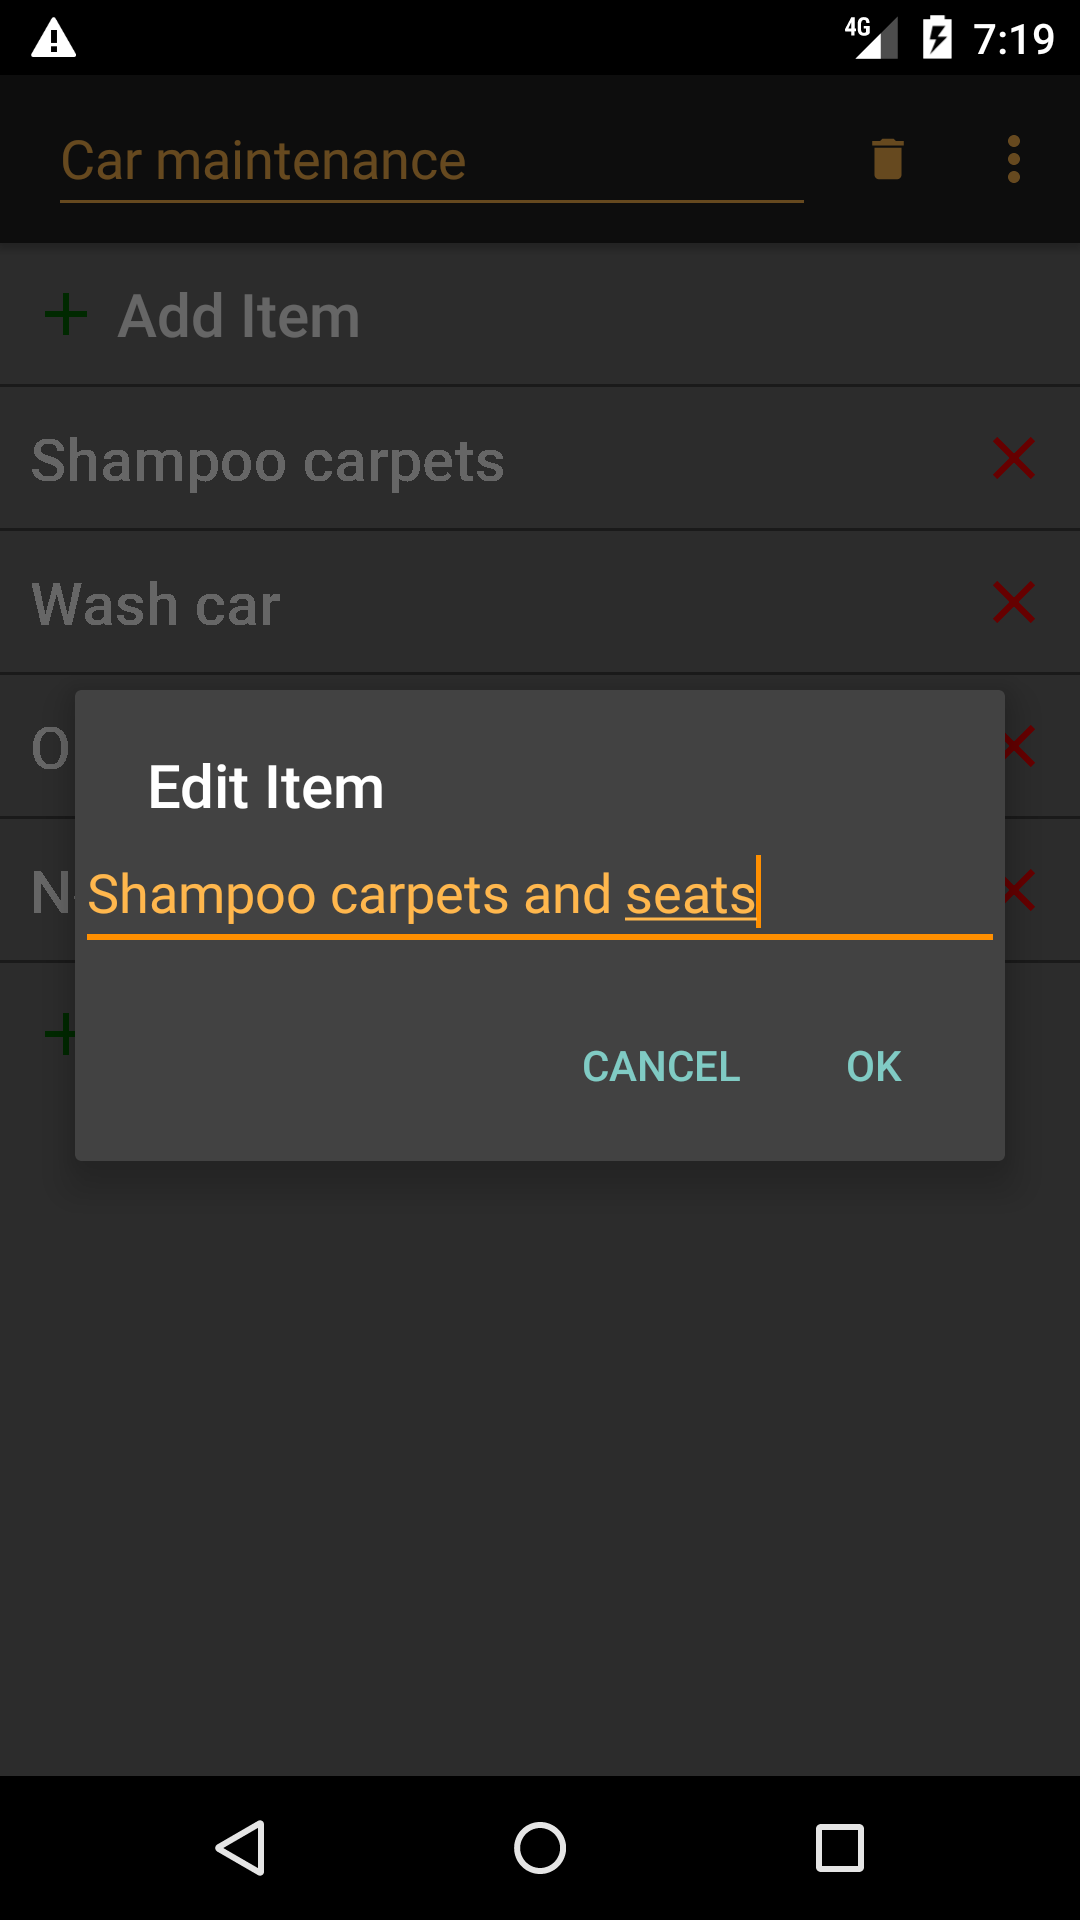 4G 7:19
Car maintenance
Add Item
Shampoo carpets
Wash car
Edit Item
Shampoo carpets and seats
CANCEL OK